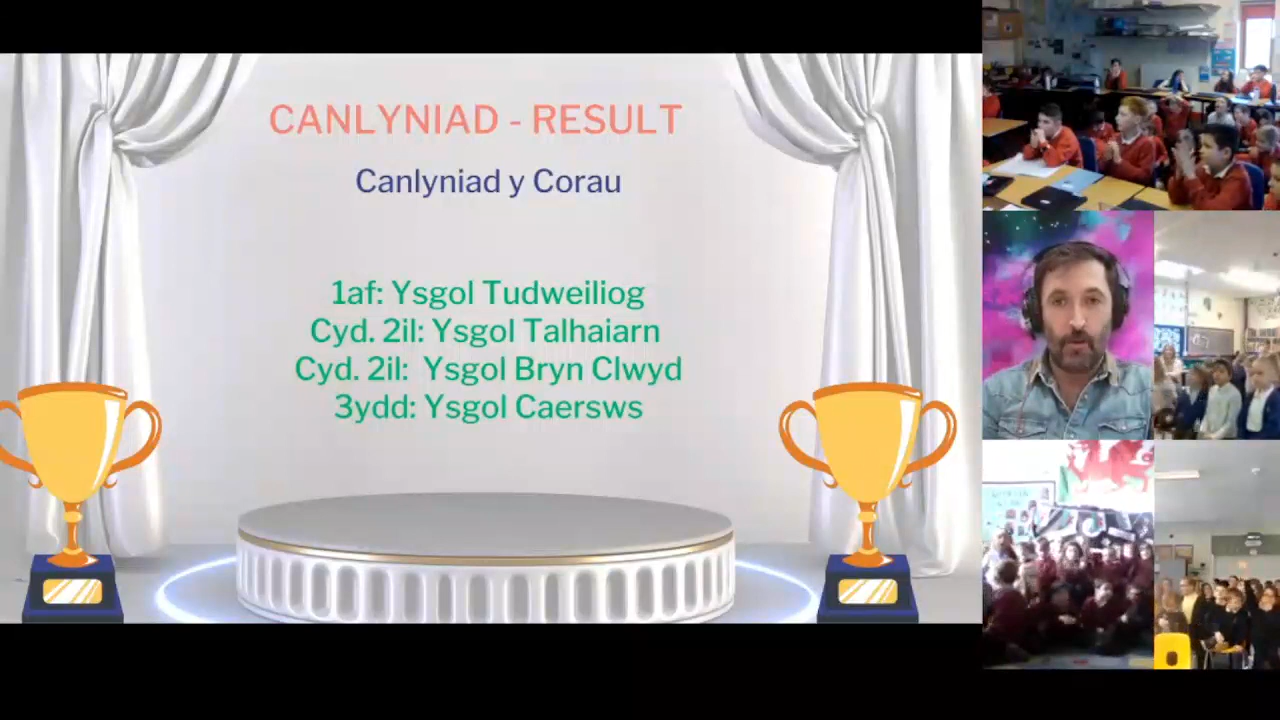 CANLYNIAD - RESULT
Canlyniad y Corau
1af: Ysgol Tudweiliog
Cyd. 2il: Ysgol Talhaiarn
Cyd. 2il: Ysgol Bryn Clwyd
3ydd: Ysgol Caersws